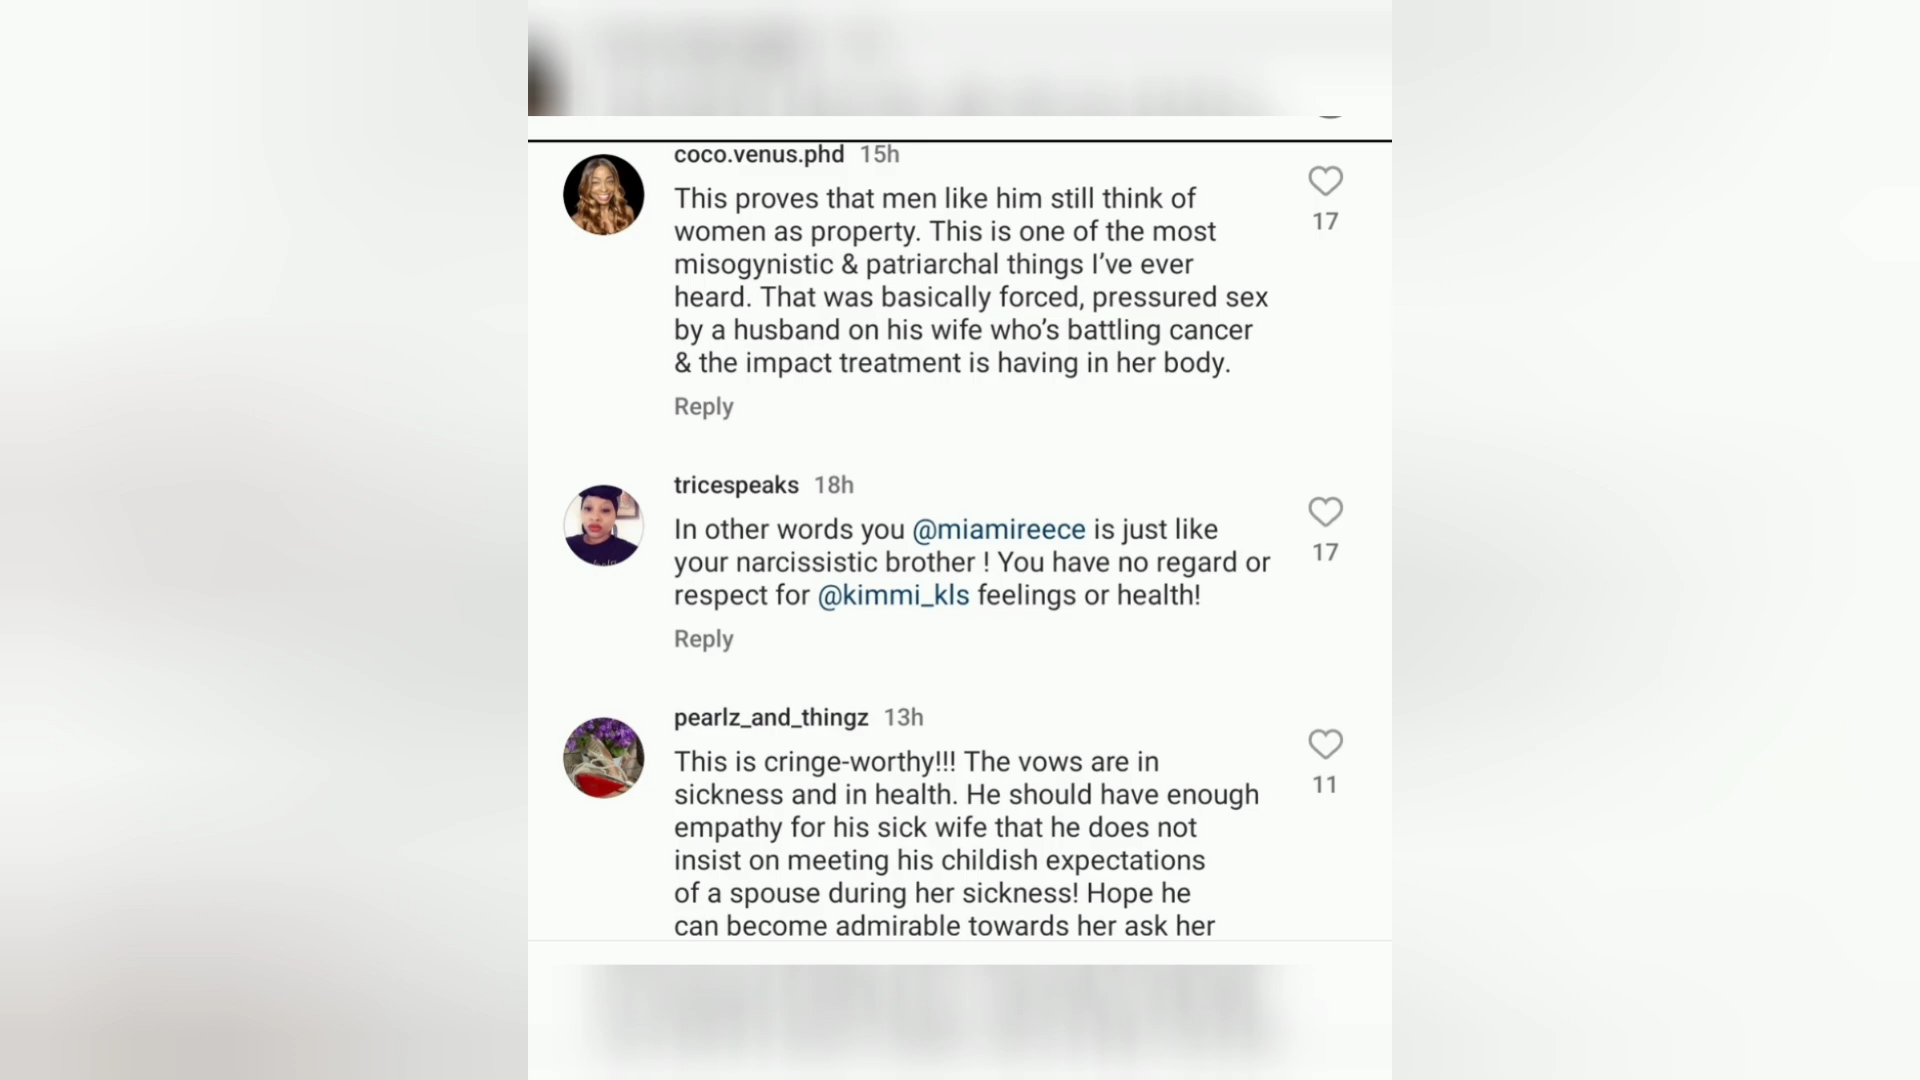 coco.venus.phd 15h
This proves that men like him still think of
women as property. This is one of the most
misogynistic & patriarchal things I’ve ever
heard. That was basically forced, pressured sex
by a husband on his wife who’s battling cancer
& the impact treatment is having in her body.
17
Reply
tricespeaks 18h
In other words you @miamireece is just like
your narcissistic brother ! You have no regard or
respect for @kimmi_kls feelings or health!
17
Reply
pearlz_and_thingz 13h
This is cringe-worthy!!! The vows are in
sickness and in health. He should have enough
empathy for his sick wife that he does not
insist on meeting his childish expectations
of a spouse during her sickness! Hope he
can become admirable towards her ask her
11